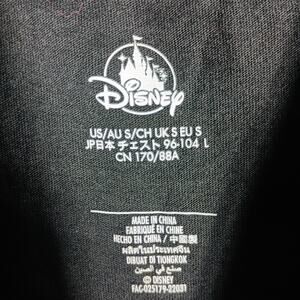 Disney
US/AU S/CH UK S EU S
JP日本 チェスト 96-104 L
CN 170/88A
MADE IN CHINA
FABRIQUÉ EN CHINE
HECHO EN CHINA / 中國製
ผลิตในประเทศจีน
DIBUAT DI TIONGKOK
صنع في الصين
© DISNEY
FAC-025179-22031